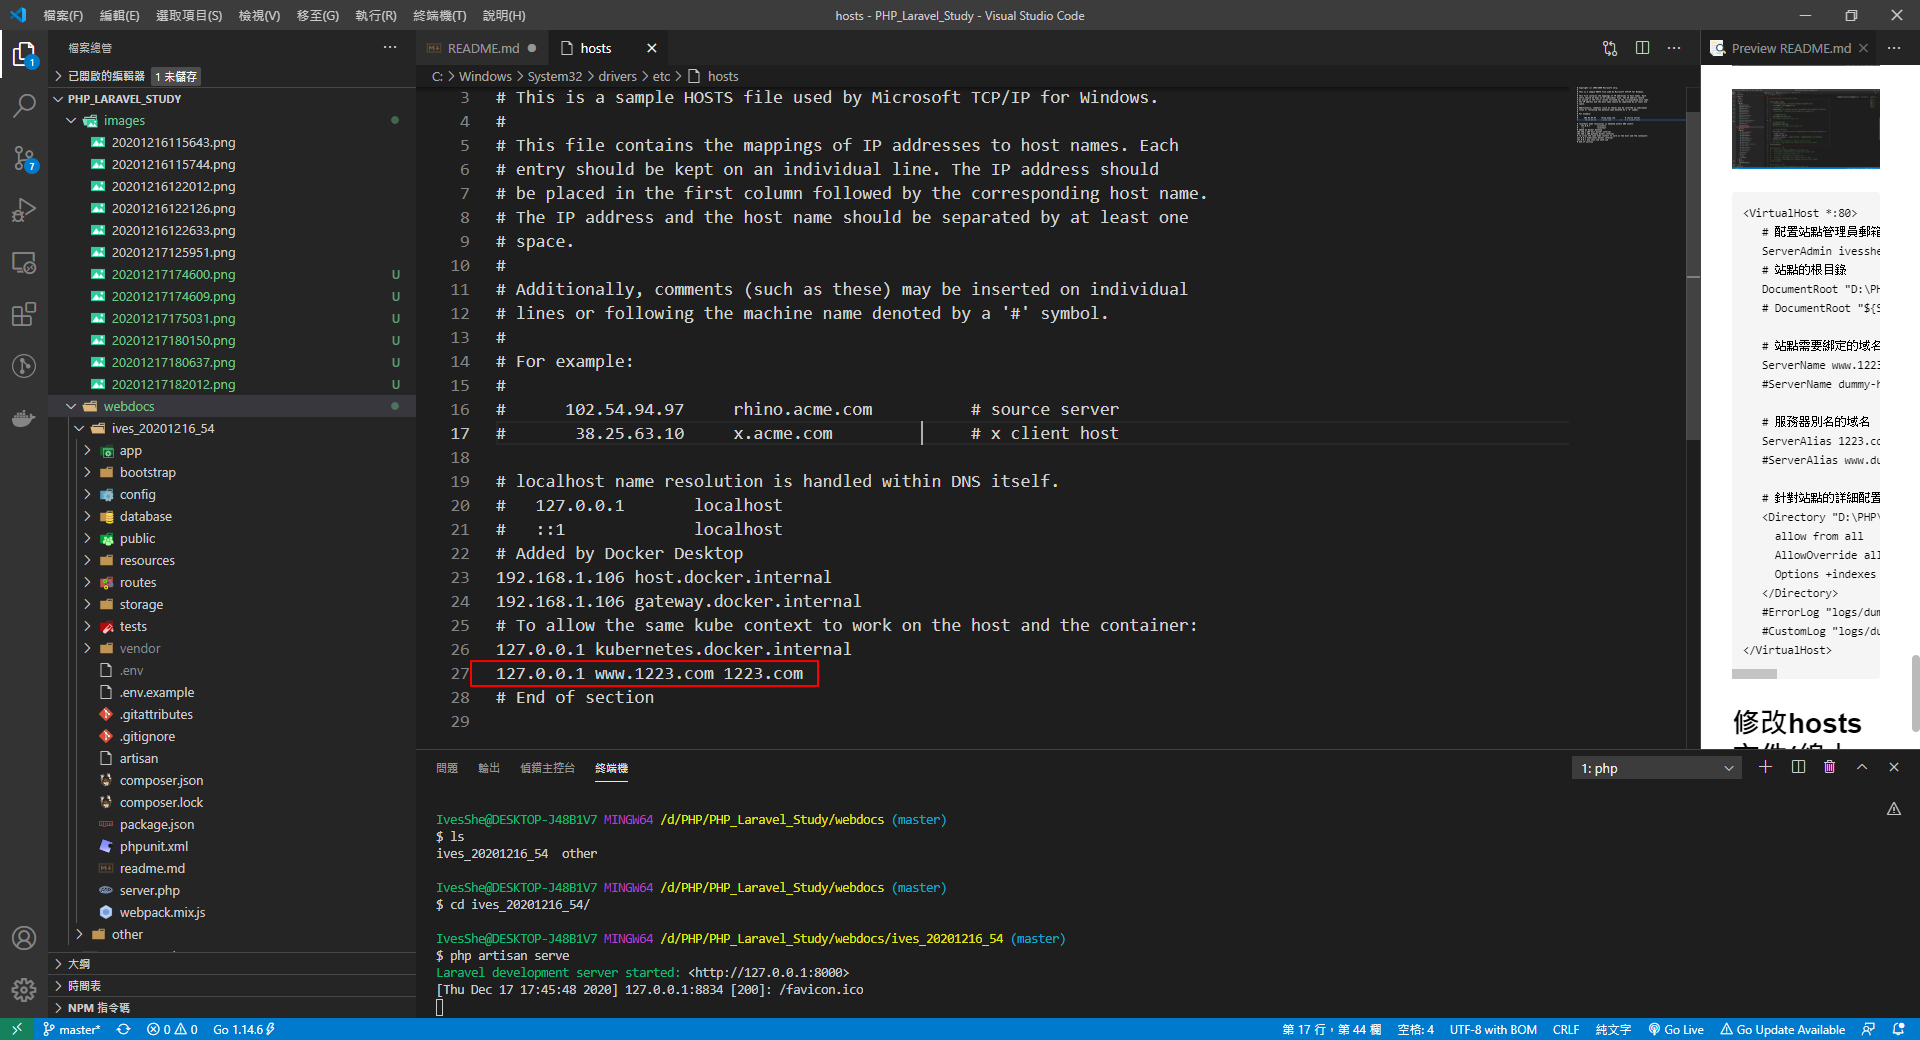 檔案(F) 編輯(E) 選取項目(S) 檢視(V) 移至(G) 執行(R) 終端機(T) 說明(H)
hosts - PHP_Laravel_Study - Visual Studio Code
檔案總管
已開啟的編輯器 1 未儲存
PHP_LARAVEL_STUDY
images
20201216115643.png
20201216115744.png
20201216122012.png
20201216122126.png
20201216122633.png
20201217125951.png
20201217174600.png U
20201217174609.png U
20201217175031.png U
20201217180150.png U
20201217180637.png U
20201217182012.png U
webdocs
ives_20201216_54
app
bootstrap
config
database
public
resources
routes
storage
tests
vendor
.env
.env.example
.gitattributes
.gitignore
artisan
composer.json
composer.lock
package.json
phpunit.xml
readme.md
server.php
webpack.mix.js
other
大綱
時間表
NPM 指令碼
1
7
README.md
hosts
C: > Windows > System32 > drivers > etc > hosts
3 # This is a sample HOSTS file used by Microsoft TCP/IP for Windows.
4 #
5 # This file contains the mappings of IP addresses to host names. Each
6 # entry should be kept on an individual line. The IP address should
7 # be placed in the first column followed by the corresponding host name.
8 # The IP address and the host name should be separated by at least one
9 # space.
10 #
11 # Additionally, comments (such as these) may be inserted on individual
12 # lines or following the machine name denoted by a '#' symbol.
13 #
14 # For example:
15 #
16 #      102.54.94.97     rhino.acme.com          # source server
17 #       38.25.63.10     x.acme.com              # x client host
18
19 # localhost name resolution is handled within DNS itself.
20 #   127.0.0.1       localhost
21 #   ::1             localhost
22 # Added by Docker Desktop
23 192.168.1.106 host.docker.internal
24 192.168.1.106 gateway.docker.internal
25 # To allow the same kube context to work on the host and the container:
26 127.0.0.1 kubernetes.docker.internal
27 127.0.0.1 www.1223.com 1223.com
28 # End of section
29
Preview README.md
<VirtualHost *:80>
# 配置站點管理員郵箱
ServerAdmin ivesshe
# 站點的根目錄
DocumentRoot "D:\PH
# DocumentRoot "${S
# 站點需要綁定的域名
ServerName www.1223
#ServerName dummy-h
# 服務器別名的域名
ServerAlias 1223.co
#ServerAlias www.du
# 針對站點的詳細配置
<Directory "D:\PHP\
allow from all
AllowOverride all
Options +indexes
</Directory>
#ErrorLog "logs/dum
#CustomLog "logs/du
</VirtualHost>
修改hosts
問題 輸出 偵錯主控台 終端機
1: php
IvesShe@DESKTOP-J48B1V7 MINGW64 /d/PHP/PHP_Laravel_Study/webdocs (master)
$ ls
ives_20201216_54  other
IvesShe@DESKTOP-J48B1V7 MINGW64 /d/PHP/PHP_Laravel_Study/webdocs (master)
$ cd ives_20201216_54/
IvesShe@DESKTOP-J48B1V7 MINGW64 /d/PHP/PHP_Laravel_Study/webdocs/ives_20201216_54 (master)
$ php artisan serve
Laravel development server started: <http://127.0.0.1:8000>
[Thu Dec 17 17:45:48 2020] 127.0.0.1:8834 [200]: /favicon.ico
master* 0 0 Go 1.14.6
第 17 行，第 44 欄 空格: 4 UTF-8 with BOM CRLF 純文字 Go Live Go Update Available